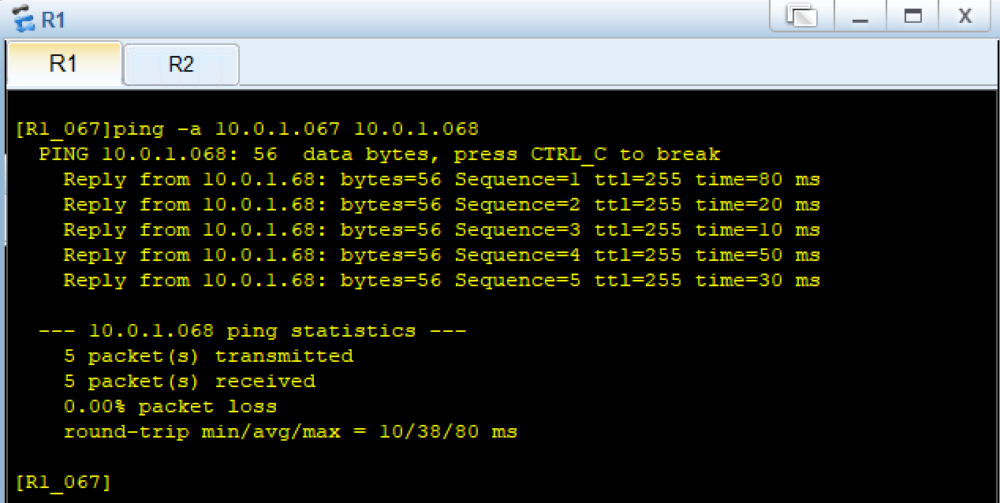 R1
R1 R2
[R1_067]ping -a 10.0.1.067 10.0.1.068
  PING 10.0.1.068: 56  data bytes, press CTRL_C to break
    Reply from 10.0.1.68: bytes=56 Sequence=1 ttl=255 time=80 ms
    Reply from 10.0.1.68: bytes=56 Sequence=2 ttl=255 time=20 ms
    Reply from 10.0.1.68: bytes=56 Sequence=3 ttl=255 time=10 ms
    Reply from 10.0.1.68: bytes=56 Sequence=4 ttl=255 time=50 ms
    Reply from 10.0.1.68: bytes=56 Sequence=5 ttl=255 time=30 ms
  --- 10.0.1.068 ping statistics ---
    5 packet(s) transmitted
    5 packet(s) received
    0.00% packet loss
    round-trip min/avg/max = 10/38/80 ms
[R1_067]